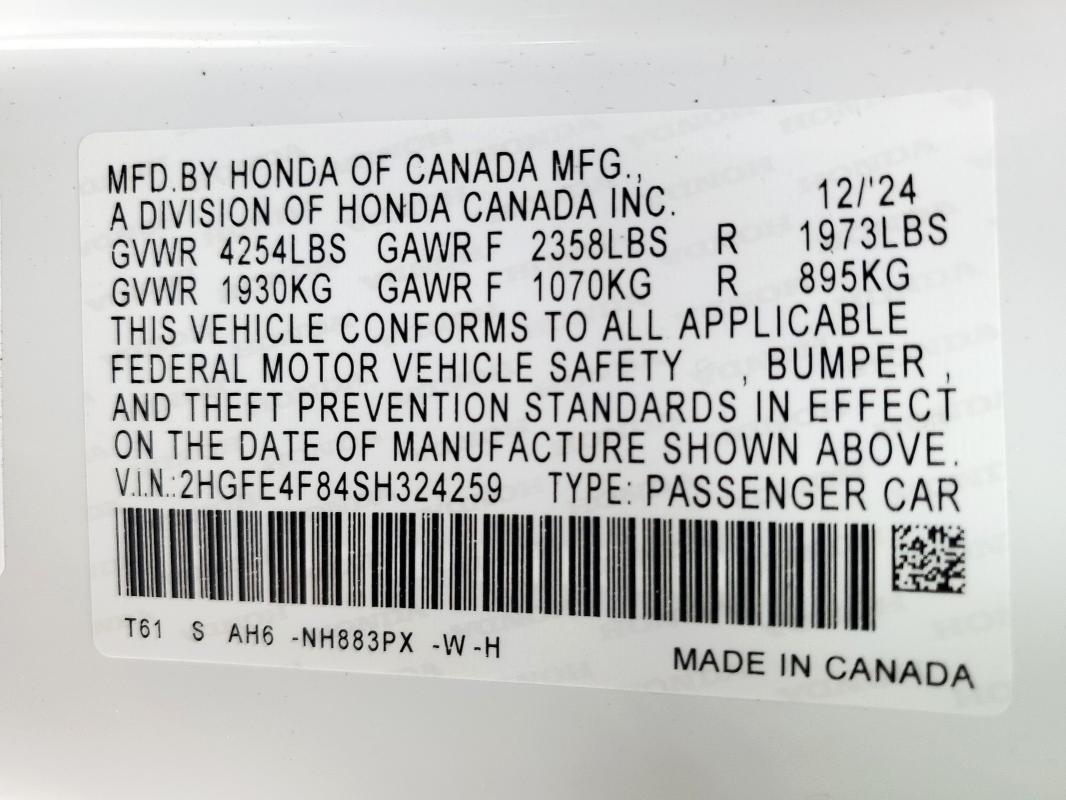 MFD.BY HONDA OF CANADA MFG.,
A DIVISION OF HONDA CANADA INC. 12/'24
GVWR 4254LBS GAWR F 2358LBS R 1973LBS
GVWR 1930KG GAWR F 1070KG R 895KG
THIS VEHICLE CONFORMS TO ALL APPLICABLE
FEDERAL MOTOR VEHICLE SAFETY , BUMPER ,
AND THEFT PREVENTION STANDARDS IN EFFECT
ON THE DATE OF MANUFACTURE SHOWN ABOVE.
V.I.N.:2HGFE4F84SH324259 TYPE: PASSENGER CAR
T61 S AH6 -NH883PX -W -H
MADE IN CANADA